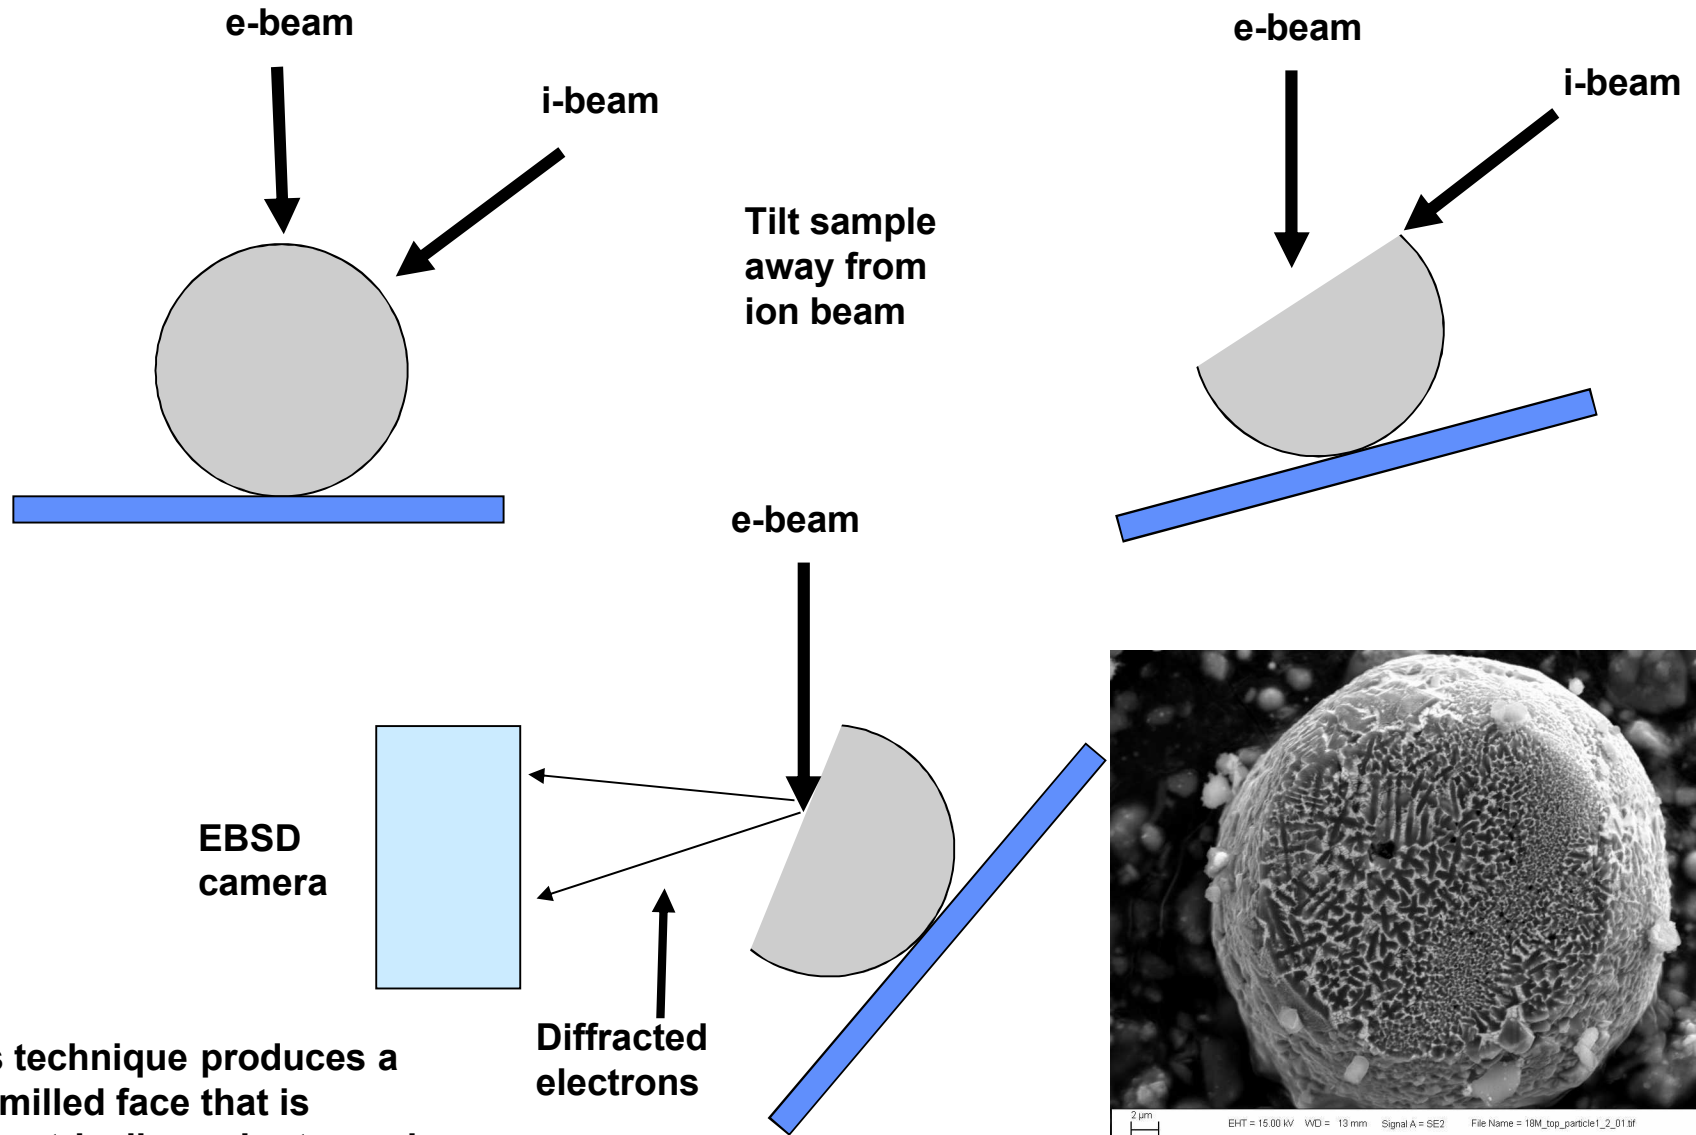 e-beam
i-beam
Tilt sample
away from
ion beam
e-beam
i-beam
e-beam
EBSD
camera
Diffracted
electrons
technique produces a
milled face that is
2 µm
EHT = 15.00 kV WD = 13 mm Signal A = SE2 File Name = 18M_top_particle1_2_01.tif